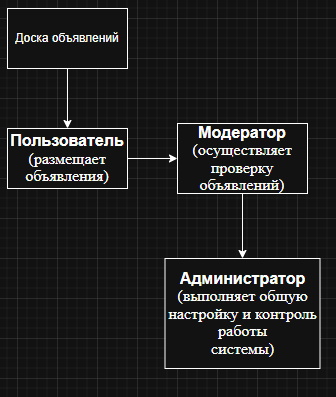 Доска объявлений
Пользователь
(размещает
объявления)
Модератор
(осуществляет
проверку
объявлений)
Администратор
(выполняет общую
настройку и контроль
работы
системы)